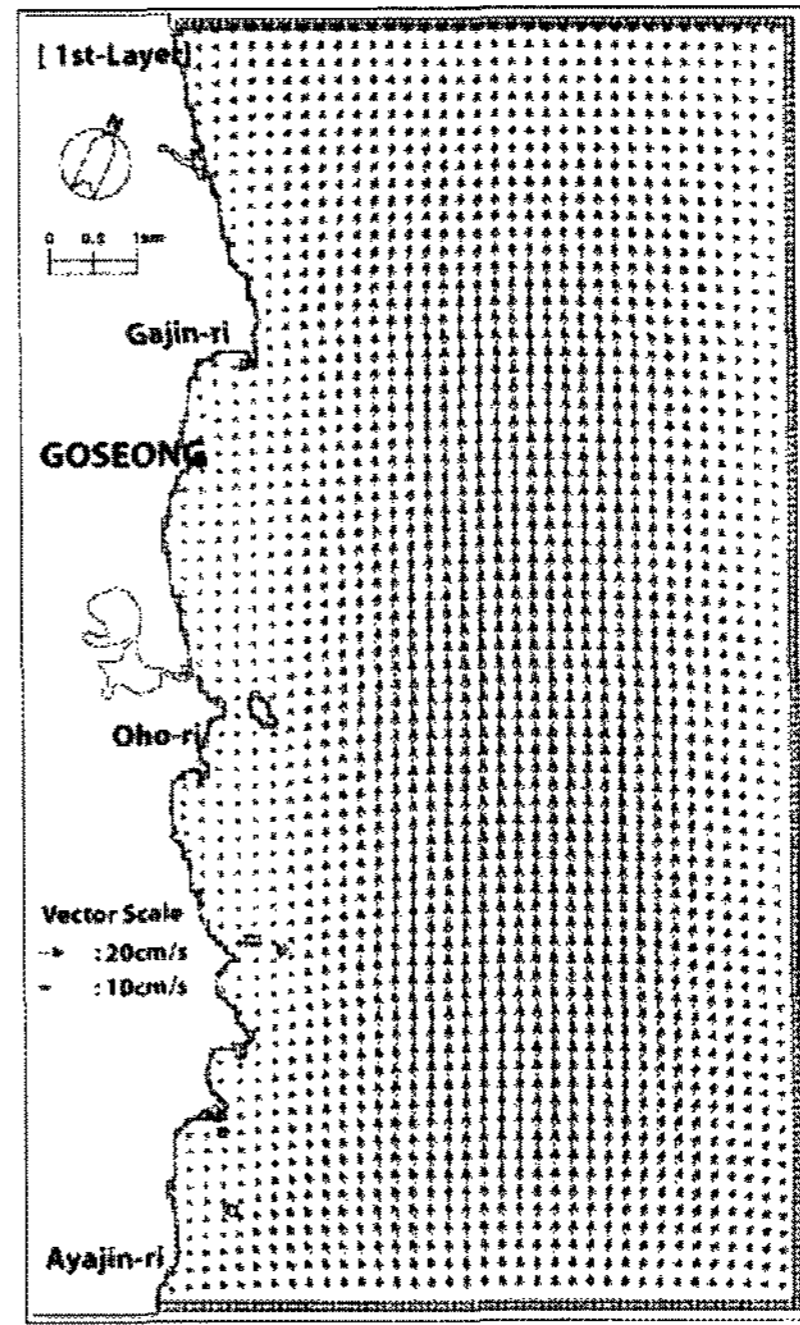 [ 1st-Layer]
N
0 0.5 1km
Gajin-ri
GOSEONG
Oho-ri
Vector Scale
: 20cm/s
: 10cm/s
Ayajin-ri